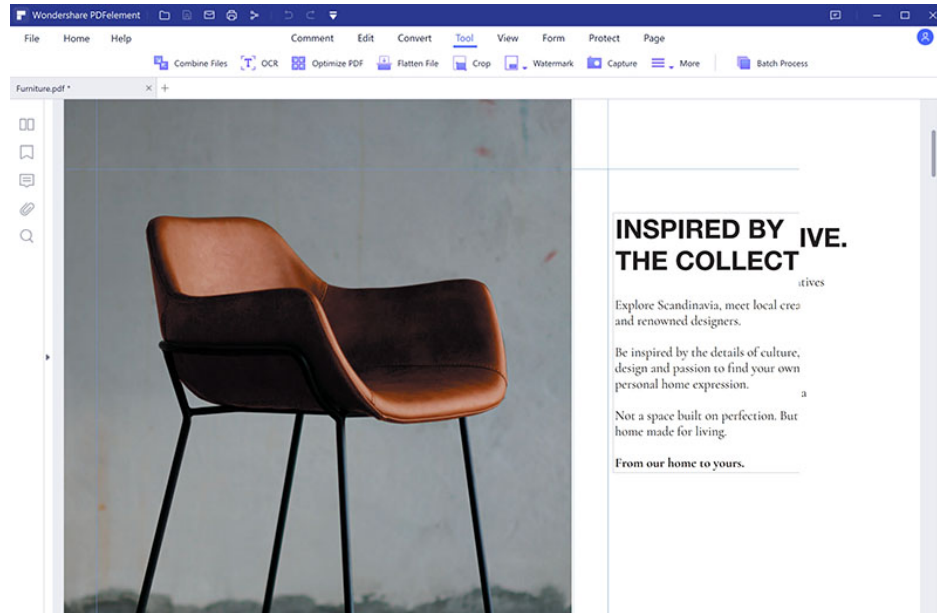 Wondershare PDFelement
File Home Help Comment Edit Convert Tool View Form Protect Page
Combine Files OCR Optimize PDF Flatten File Crop Watermark Capture More Batch Process
Furniture.pdf *
INSPIRED BY
THE COLLECTIVE.
Explore Scandinavia, meet local creatives
and renowned designers.
Be inspired by the details of culture,
design and passion to find your own
personal home expression.
Not a space built on perfection. But a
home made for living.
From our home to yours.